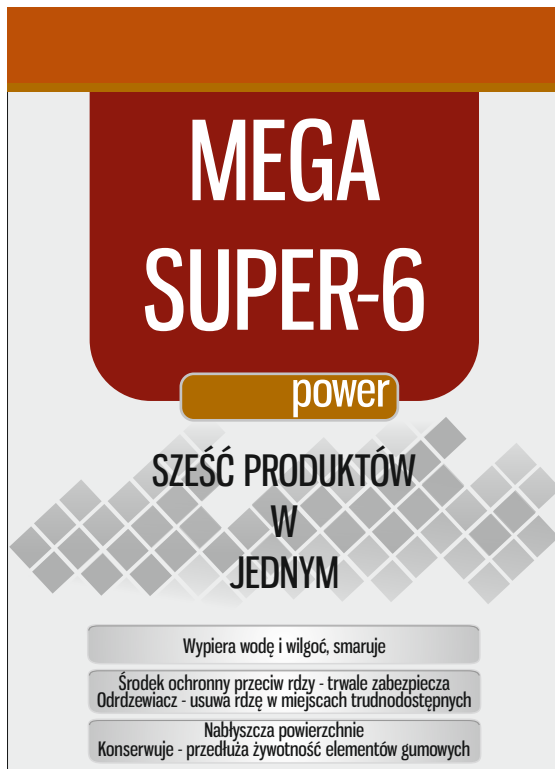 MEGA
SUPER-6
power
SZEŚĆ PRODUKTÓW
W
JEDNYM
Wypiera wodę i wilgoć, smaruje
Środek ochronny przeciw rdzy - trwale zabezpiecza
Odrdzewiacz - usuwa rdzę w miejscach trudnodostępnych
Nabłyszcza powierzchnie
Konserwuje - przedłuża żywotność elementów gumowych